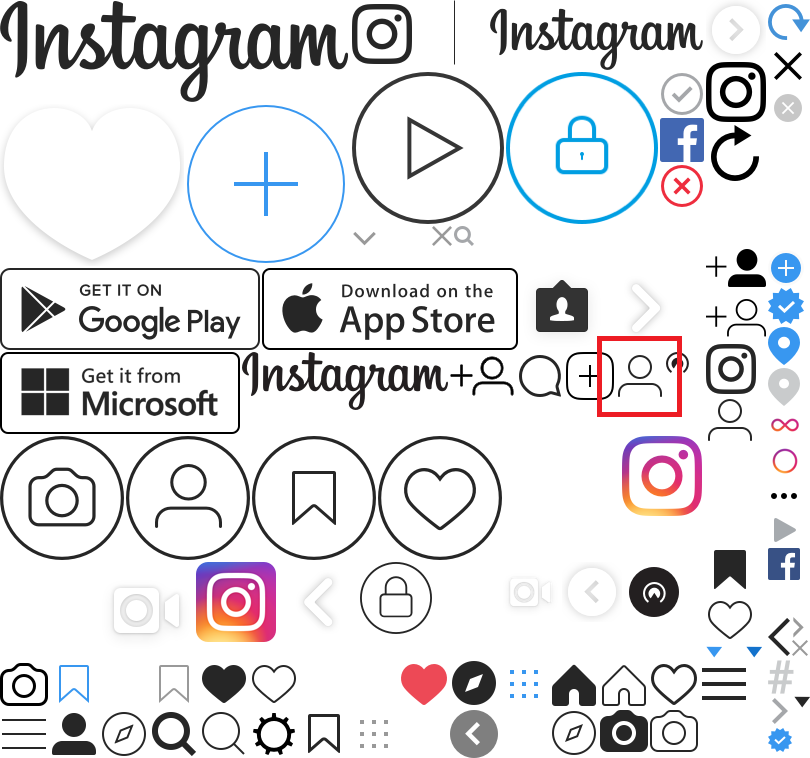 Instagram
Instagram
GET IT ON
Google Play
Download on the
App Store
Get it from
Microsoft
Instagram